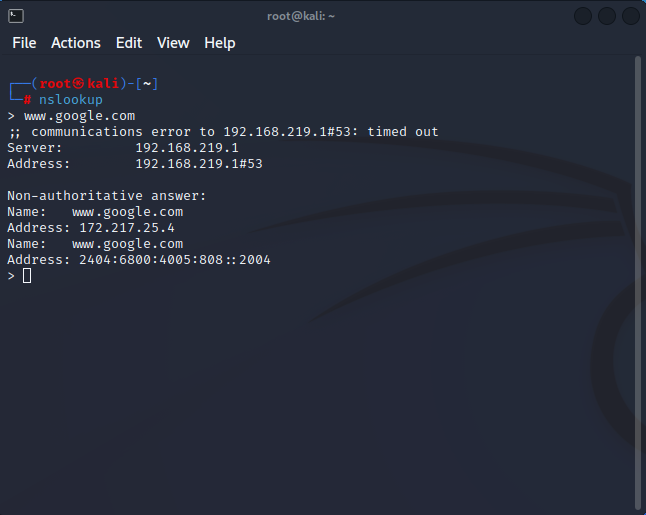 root@kali: ~
File Actions Edit View Help
┌──(root㉿kali)-[~]
└─# nslookup
> www.google.com
;; communications error to 192.168.219.1#53: timed out
Server: 192.168.219.1
Address: 192.168.219.1#53
Non-authoritative answer:
Name: www.google.com
Address: 172.217.25.4
Name: www.google.com
Address: 2404:6800:4005:808::2004
>